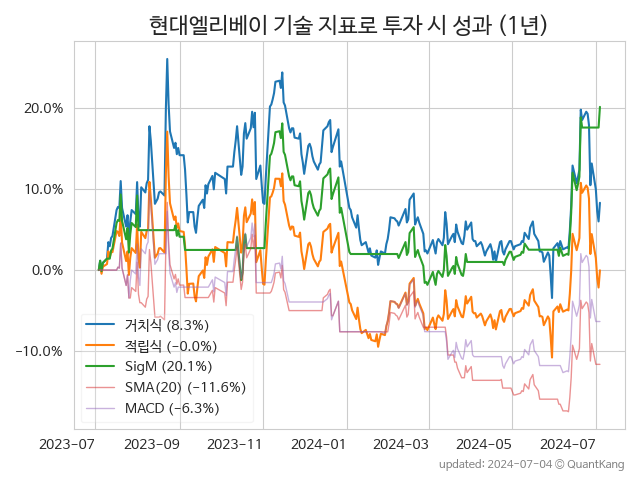 현대엘리베이 기술 지표로 투자 시 성과 (1년)
20.0%
10.0%
0.0%
−10.0%
거치식 (8.3%)
적립식 (−0.0%)
SigM (20.1%)
SMA(20) (−11.6%)
MACD (−6.3%)
2023-07
2023-09
2023-11
2024-01
2024-03
2024-05
2024-07
updated: 2024-07-04 © QuantKang